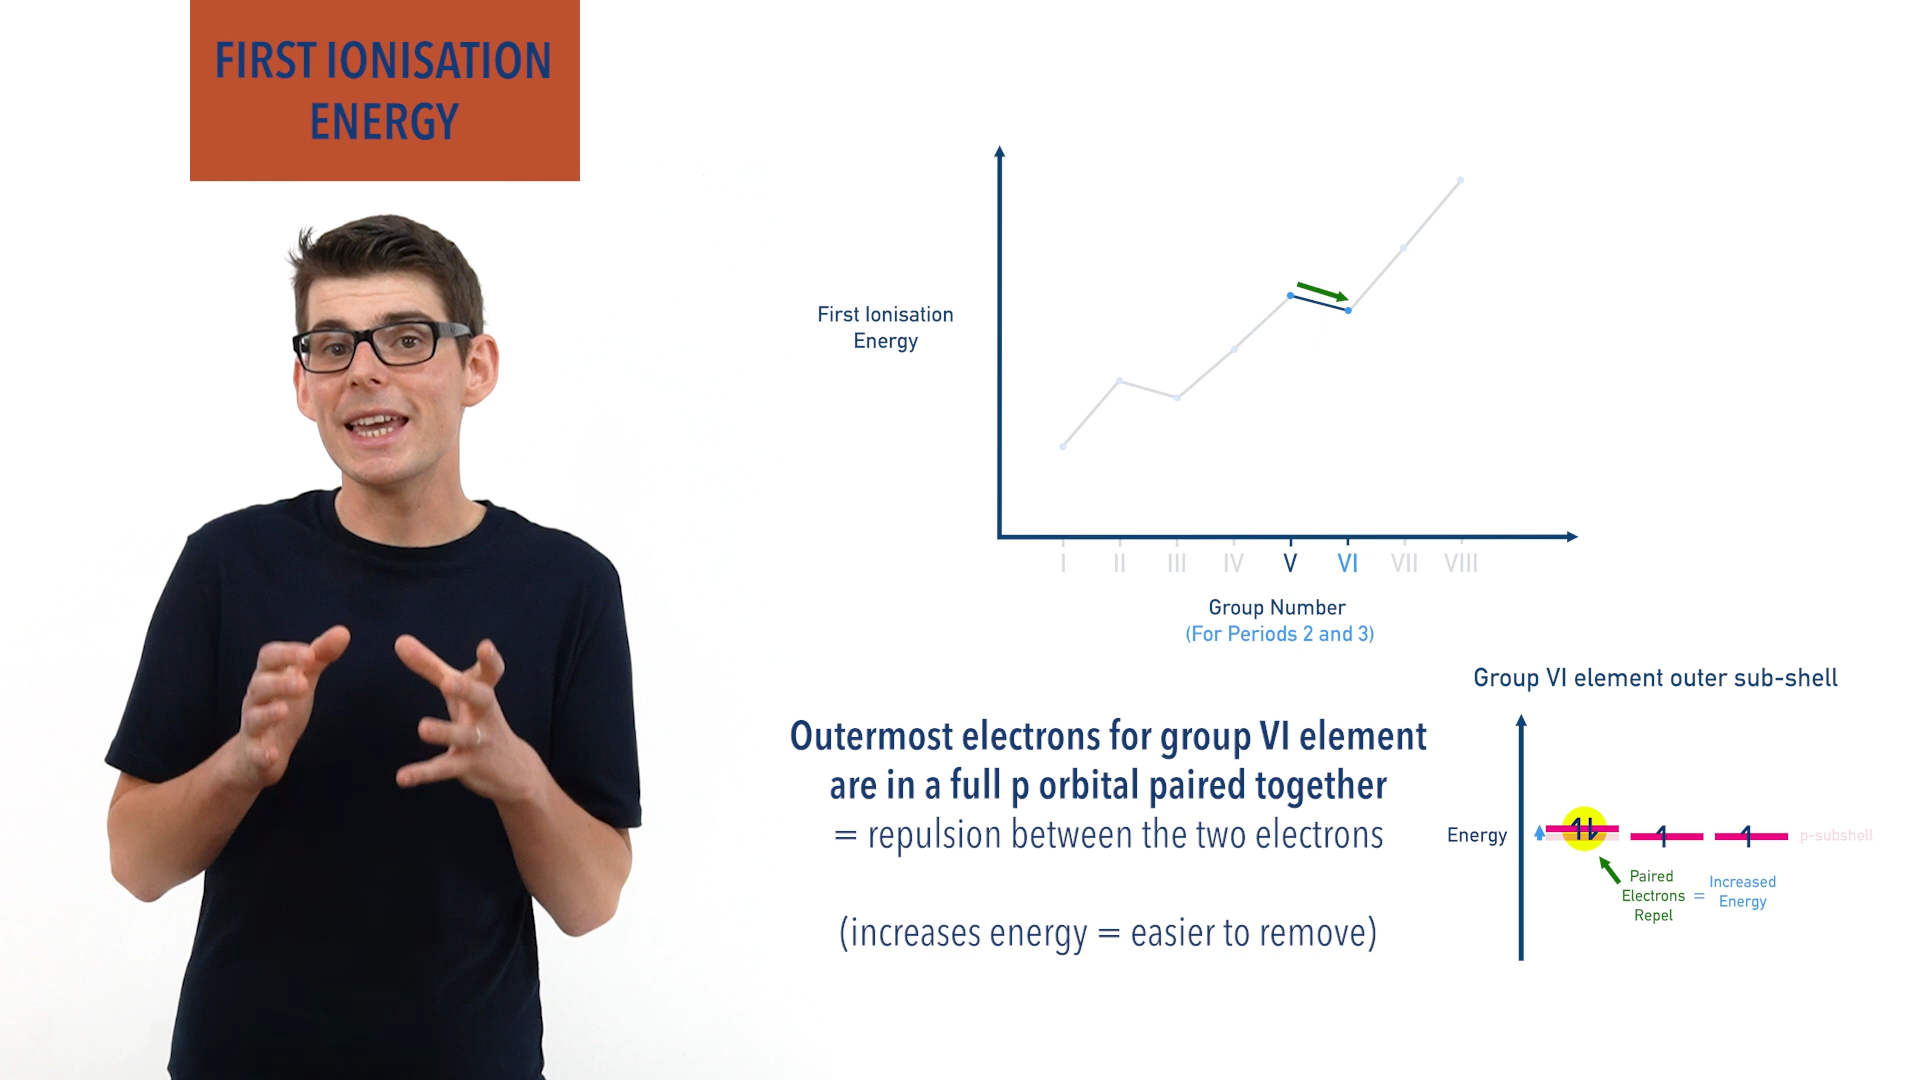 FIRST IONISATION
ENERGY
First Ionisation
Energy
I II III IV V VI VII VIII
Group Number
(For Periods 2 and 3)
Group VI element outer sub-shell
Outermost electrons for group VI element
are in a full p orbital paired together
= repulsion between the two electrons
(increases energy = easier to remove)
Energy
p-subshell
Paired
Electrons
Repel
=
Increased
Energy